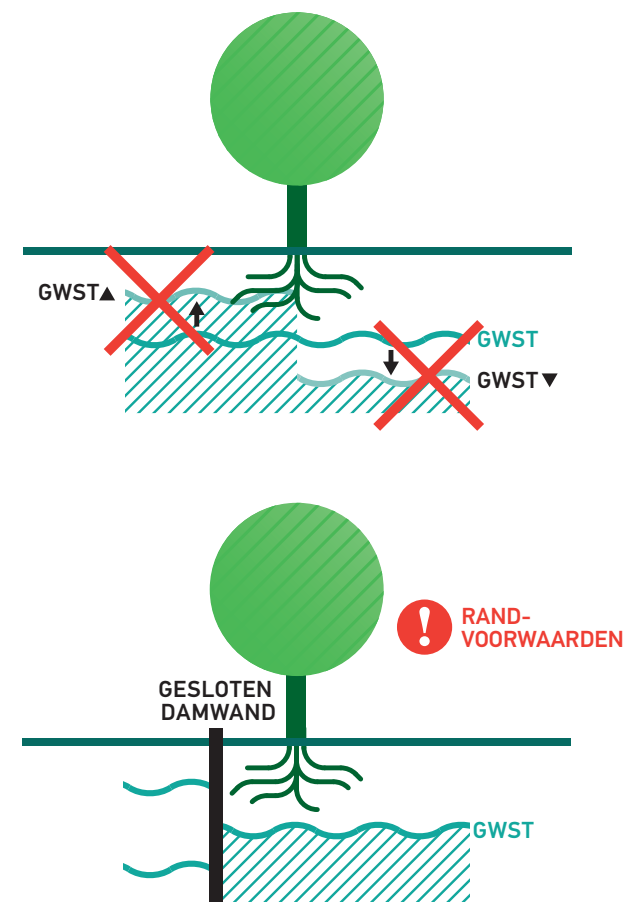 GWST▲
GWST
GWST▼
RAND-
VOORWAARDEN
GESLOTEN
DAMWAND
GWST